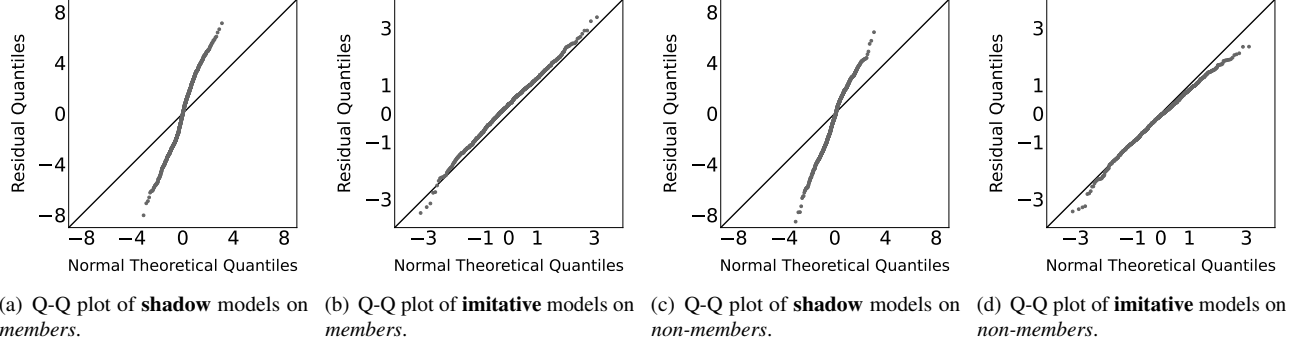 8
4
0
−4
−8
Residual Quantiles
−8 −4 0 4 8
Normal Theoretical Quantiles
3
1
0
−1
−3
Residual Quantiles
−3 −1 0 1 3
Normal Theoretical Quantiles
8
4
0
−4
−8
Residual Quantiles
−8 −4 0 4 8
Normal Theoretical Quantiles
3
1
0
−1
−3
Residual Quantiles
−3 −1 0 1 3
Normal Theoretical Quantiles
(a) Q-Q plot of shadow models on
members.
(b) Q-Q plot of imitative models on
members.
(c) Q-Q plot of shadow models on
non-members.
(d) Q-Q plot of imitative models on
non-members.